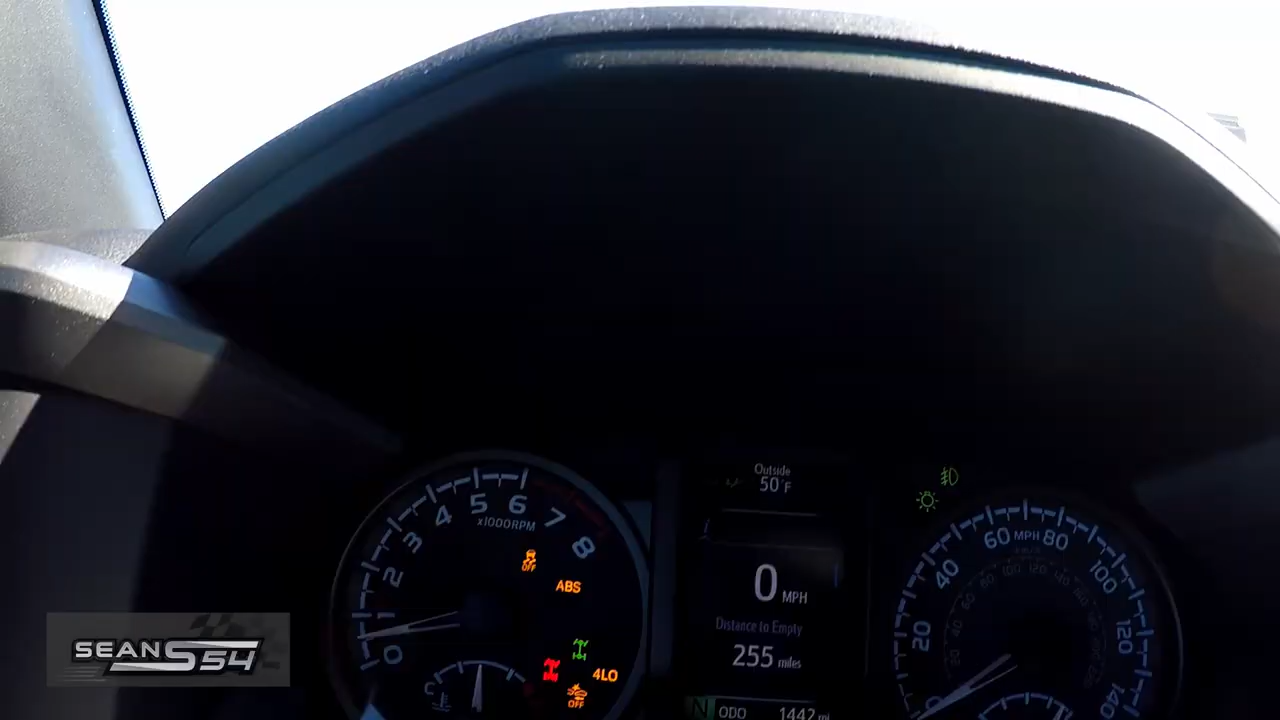 Outside
50°F
0 MPH
Distance to Empty
255 miles
N ODO 1442 mi
0 1 2 3 4 5 6 7 8
x1000RPM
OFF
ABS
4LO
OFF
20 40 60 MPH 80 100 120 140
SEANS54